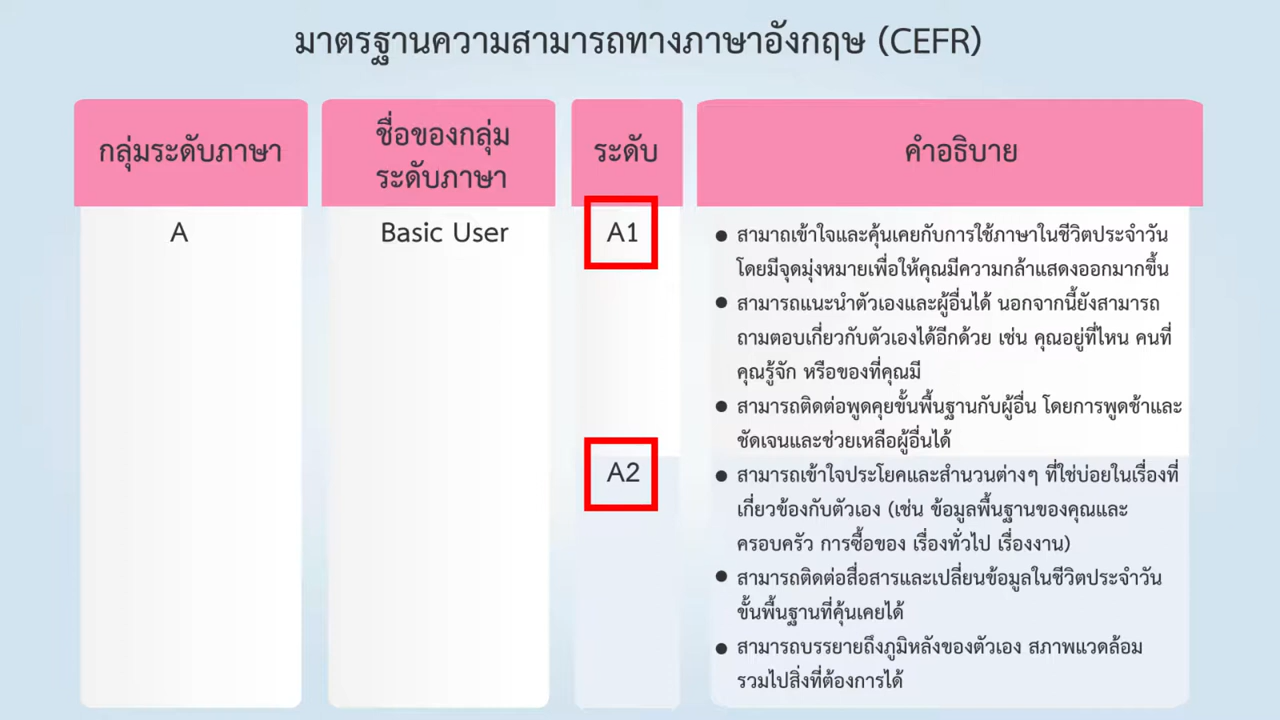 มาตรฐานความสามารถทางภาษาอังกฤษ (CEFR)
กลุ่มระดับภาษา
ชื่อของกลุ่ม
ระดับภาษา
ระดับ
คำอธิบาย
A
Basic User
A1
● สามาถเข้าใจและคุ้นเคยกับการใช้ภาษาในชีวิตประจำวัน
โดยมีจุดมุ่งหมายเพื่อให้คุณมีความกล้าแสดงออกมากขึ้น
● สามารถแนะนำตัวเองและผู้อื่นได้ นอกจากนี้ยังสามารถ
ถามตอบเกี่ยวกับตัวเองได้อีกด้วย เช่น คุณอยู่ที่ไหน คนที่
คุณรู้จัก หรือของที่คุณมี
● สามารถติดต่อพูดคุยขั้นพื้นฐานกับผู้อื่น โดยการพูดช้าและ
ชัดเจนและช่วยเหลือผู้อื่นได้
A2
● สามารถเข้าใจประโยคและสำนวนต่างๆ ที่ใช่บ่อยในเรื่องที่
เกี่ยวข้องกับตัวเอง (เช่น ข้อมูลพื้นฐานของคุณและ
ครอบครัว การซื้อของ เรื่องทั่วไป เรื่องงาน)
● สามารถติดต่อสื่อสารและเปลี่ยนข้อมูลในชีวิตประจำวัน
ขั้นพื้นฐานที่คุ้นเคยได้
● สามารถบรรยายถึงภูมิหลังของตัวเอง สภาพแวดล้อม
รวมไปสิ่งที่ต้องการได้